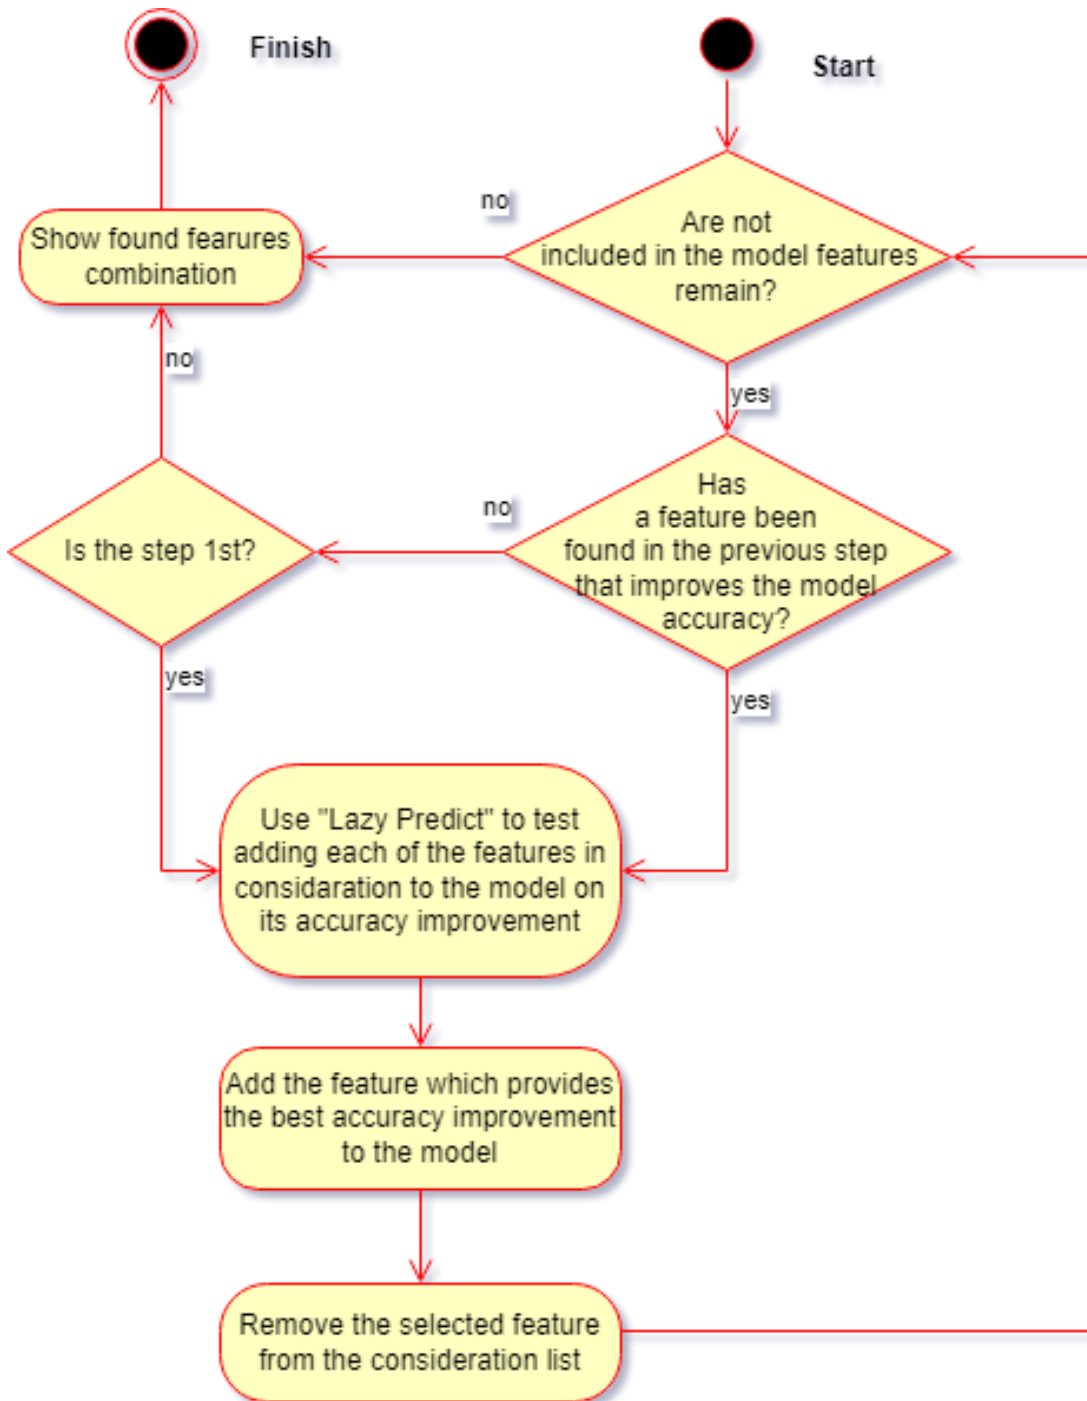 Finish
Start
no
Are not
included in the model features
remain?
Show found fearures
combination
no
yes
Has
a feature been
found in the previous step
that improves the model
accuracy?
no
Is the step 1st?
yes
yes
Use "Lazy Predict" to test
adding each of the features in
considaration to the model on
its accuracy improvement
Add the feature which provides
the best accuracy improvement
to the model
Remove the selected feature
from the consideration list